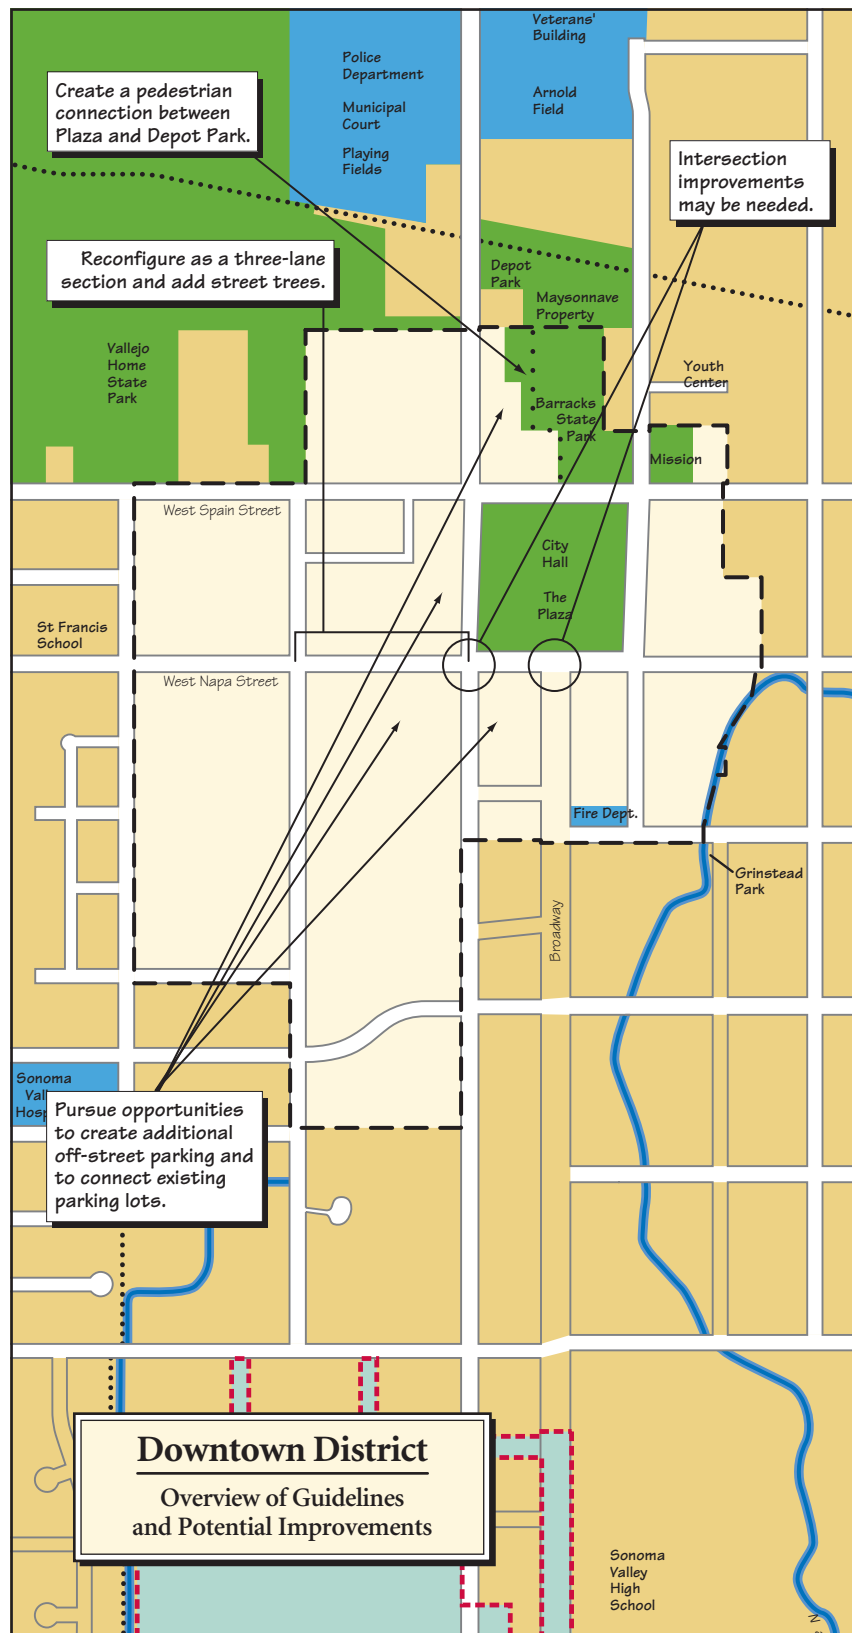 Veterans'
Building
Police
Department
Municipal
Court
Playing
Fields
Arnold
Field
Create a pedestrian
connection between
Plaza and Depot Park.
Intersection
improvements
may be needed.
Reconfigure as a three-lane
section and add street trees.
Depot
Park
Maysonnave
Property
Vallejo
Home
State
Park
Youth
Center
Barracks
State
Park
Mission
West Spain Street
City
Hall
The
Plaza
St Francis
School
West Napa Street
Fire Dept.
Grinstead
Park
Broadway
Sonoma
Pursue opportunities
to create additional
off-street parking and
to connect existing
parking lots.
Downtown District
Overview of Guidelines
and Potential Improvements
Sonoma
Valley
High
School